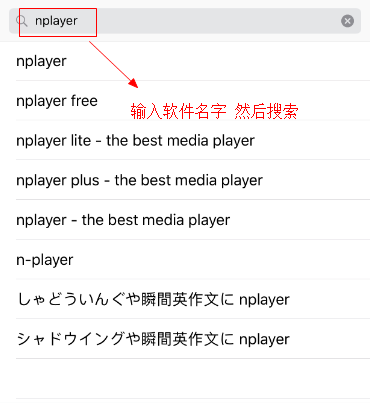 nplayer
nplayer
nplayer free
输入软件名字 然后搜索
nplayer lite - the best media player
nplayer plus - the best media player
nplayer - the best media player
n-player
しゃどういんぐや瞬間英作文に nplayer
シャドウイングや瞬間英作文に nplayer